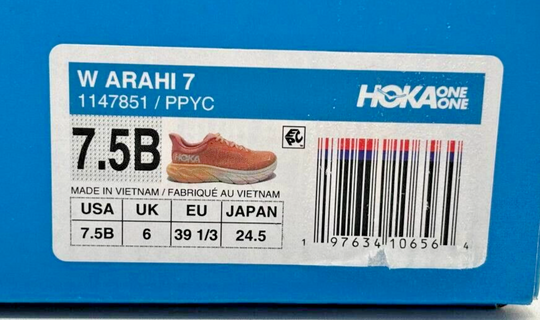 W ARAHI 7
1147851 / PPYC
HOKA ONE ONE
7.5B
HOKA
MADE IN VIETNAM / FABRIQUÉ AU VIETNAM
USA UK EU JAPAN
7.5B 6 39 1/3 24.5
1 97634 10656 4